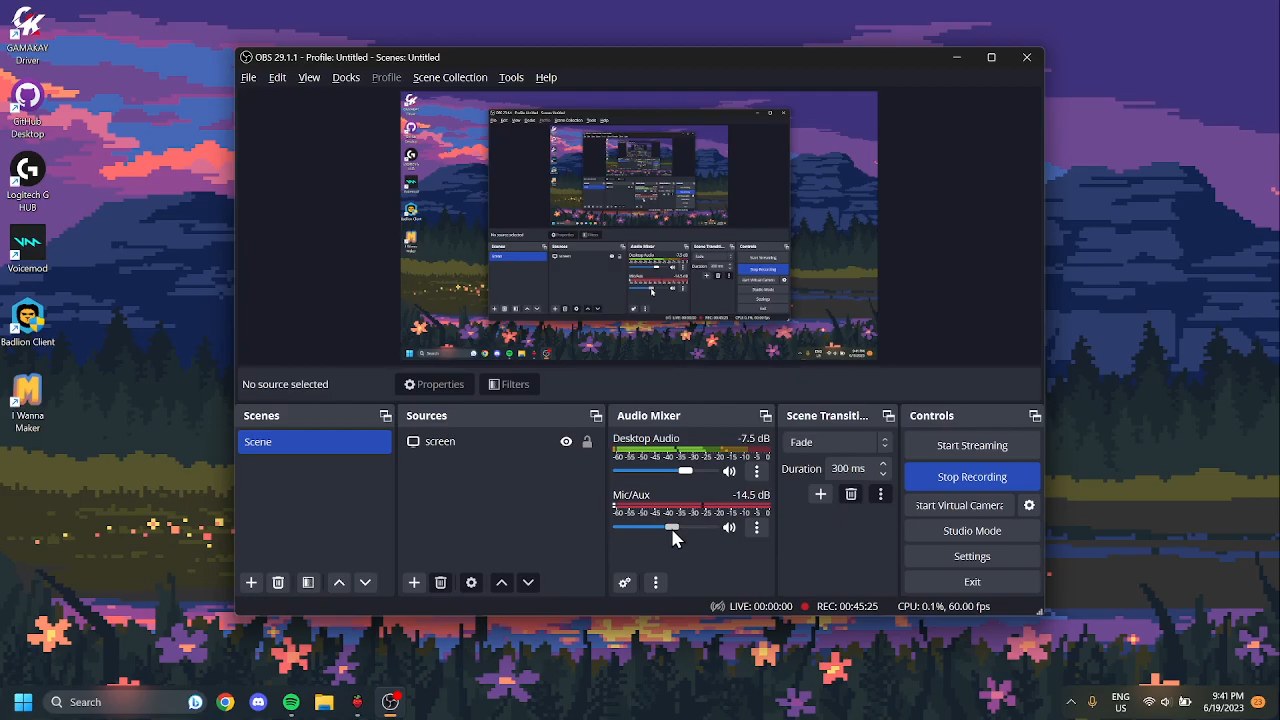 GAMAKAY
Driver
GitHub
Desktop
Logitech G
HUB
Voicemod
Badlion Client
I Wanna
Maker
OBS 29.1.1 - Profile: Untitled - Scenes: Untitled
File Edit View Docks Profile Scene Collection Tools Help
No source selected Properties Filters
Scenes
Scene
Sources
screen
Audio Mixer
Desktop Audio -7.5 dB
-60 -55 -50 -45 -40 -35 -30 -25 -20 -15 -10 -5 0
Mic/Aux -14.5 dB
-60 -55 -50 -45 -40 -35 -30 -25 -20 -15 -10 -5 0
Scene Transiti...
Fade
Duration 300 ms
Controls
Start Streaming
Stop Recording
Start Virtual Camera
Studio Mode
Settings
Exit
LIVE: 00:00:00 REC: 00:45:25 CPU: 0.1%, 60.00 fps
Search
ENG
US
9:41 PM
6/19/2023
23